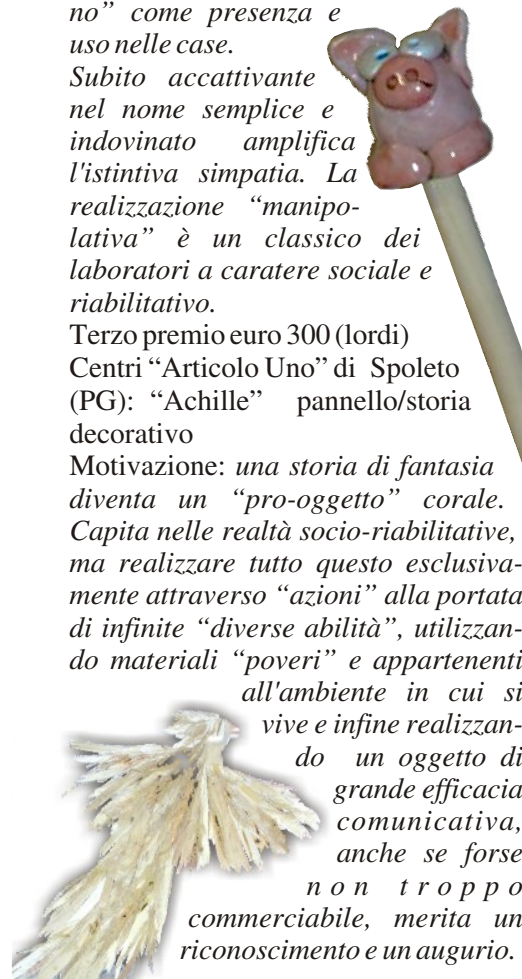 no” come presenza e
uso nelle case.
Subito accattivante
nel nome semplice e
indovinato amplifica
l'istintiva simpatia. La
realizzazione “manipo-
lativa” è un classico dei
laboratori a caratere sociale e
riabilitativo.
Terzo premio euro 300 (lordi)
Centri “Articolo Uno” di Spoleto
(PG): “Achille” pannello/storia
decorativo
Motivazione: una storia di fantasia
diventa un “pro-oggetto” corale.
Capita nelle realtà socio-riabilitative,
ma realizzare tutto questo esclusiva-
mente attraverso “azioni” alla portata
di infinite “diverse abilità”, utilizzan-
do materiali “poveri” e appartenenti
all'ambiente in cui si
vive e infine realizzan-
do un oggetto di
grande efficacia
comunicativa,
anche se forse
non troppo
commerciabile, merita un
riconoscimento e un augurio.